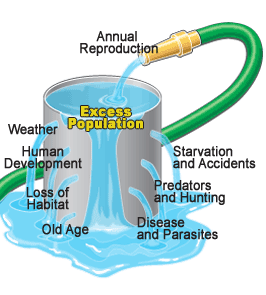 Annual
Reproduction
Excess
Population
Weather
Human
Development
Loss of
Habitat
Old Age
Starvation
and Accidents
Predators
and Hunting
Disease
and Parasites